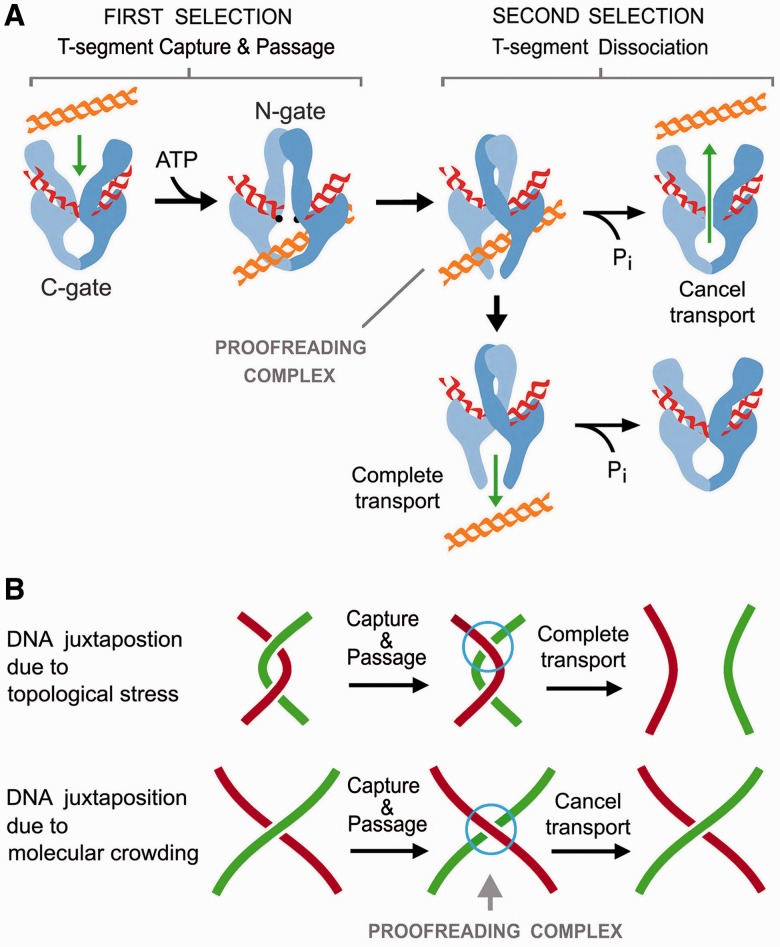 A
FIRST SELECTION
T-segment Capture & Passage
SECOND SELECTION
T-segment Dissociation
N-gate
ATP
C-gate
Pi
Cancel
transport
PROOFREADING
COMPLEX
Complete
transport
Pi
B
DNA juxtapostion
due to
topological stress
Capture
&
Passage
Complete
transport
DNA juxtaposition
due to
molecular crowding
Capture
&
Passage
Cancel
transport
PROOFREADING COMPLEX